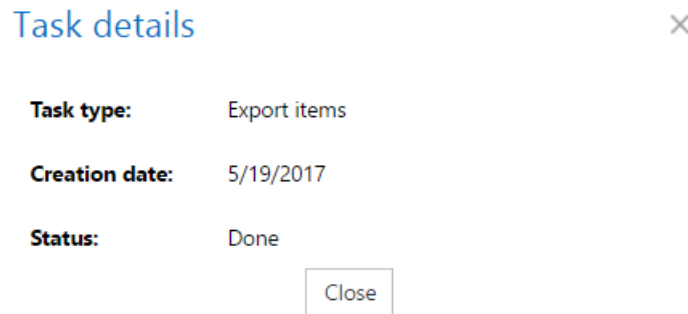 Task details
Task type: Export items
Creation date: 5/19/2017
Status: Done
Close